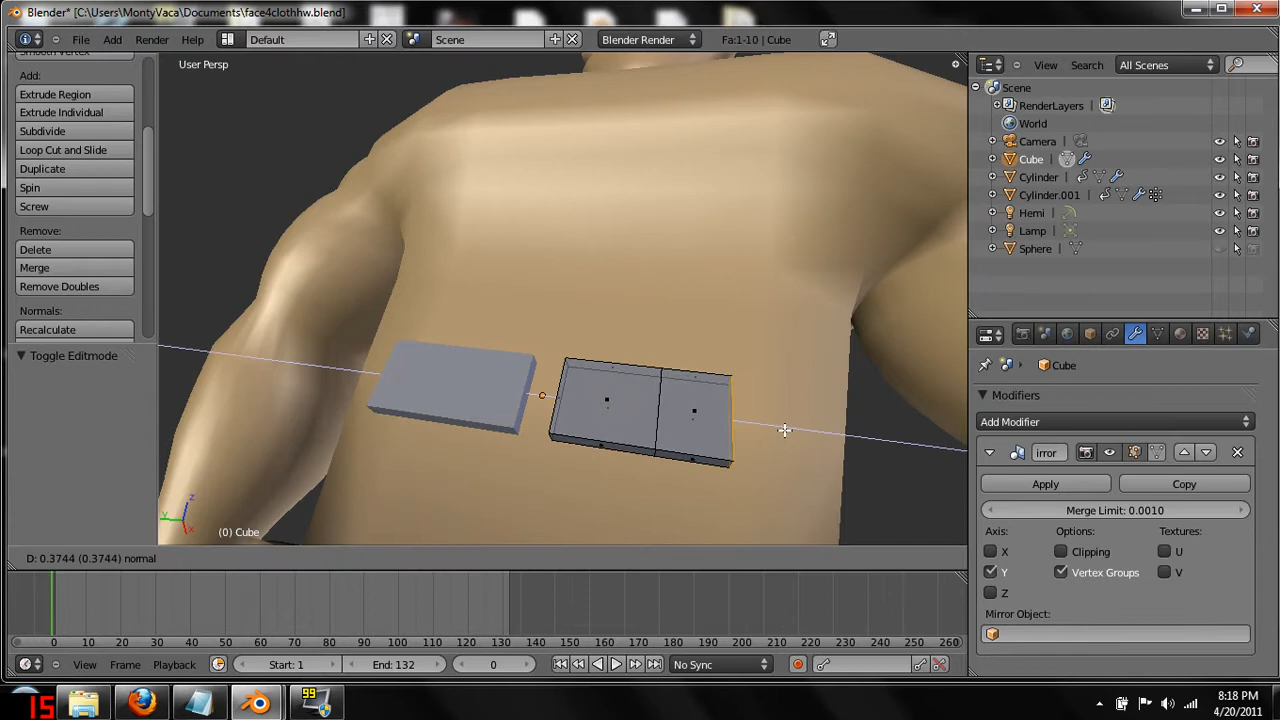 Blender* [C:\Users\MontyVaca\Documents\face4clothhw.blend]
File Add Render Help Default Scene Blender Render Fa:1-10 | Cube
User Persp
View Search All Scenes
Add:
Extrude Region
Extrude Individual
Subdivide
Loop Cut and Slide
Duplicate
Spin
Screw
Remove:
Delete
Merge
Remove Doubles
Normals:
Recalculate
Toggle Editmode
Scene
RenderLayers
World
Camera
Cube
Cylinder
Cylinder.001
Hemi
Lamp
Sphere
Cube
Modifiers
Add Modifier
irror
Apply Copy
Merge Limit: 0.0010
Axis: Options: Textures:
X Clipping U
Y Vertex Groups V
Z
Mirror Object:
z
y
x
(0) Cube
D: 0.3744 (0.3744) normal
0 10 20 30 40 50 60 70 80 90 100 110 120 130 140 150 160 170 180 190 200 210 220 230 240 250 260
View Frame Playback Start: 1 End: 132 0 No Sync
15
99
8:18 PM
4/20/2011